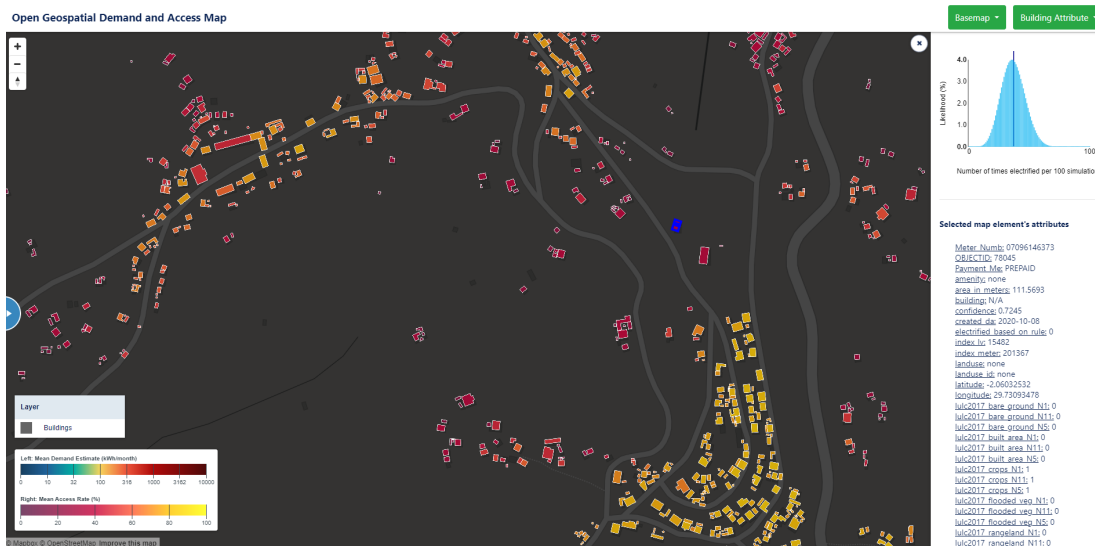 Open Geospatial Demand and Access Map
Basemap
Building Attribute
Likelihood (%)
4.0
3.0
2.0
1.0
0.0
0
100
Number of times electrified per 100 simulation
Selected map element's attributes
Meter_Numb: 07096146373
OBJECTID: 78045
Payment_Me: PREPAID
amenity: none
area_in_meters: 111.5693
building: N/A
confidence: 0.7245
created_da: 2020-10-08
electrified_based_on_rule: 0
index_lv: 15482
index_meter: 201367
landuse: none
landuse_id: none
latitude: -2.06032532
longitude: 29.73093478
lulc2017_bare_ground_N1: 0
lulc2017_bare_ground_N11: 0
lulc2017_bare_ground_N5: 0
lulc2017_built_area_N1: 0
lulc2017_built_area_N11: 0
lulc2017_built_area_N5: 0
lulc2017_crops_N1: 1
lulc2017_crops_N11: 1
lulc2017_crops_N5: 1
lulc2017_flooded_veg_N1: 0
lulc2017_flooded_veg_N11: 0
lulc2017_flooded_veg_N5: 0
lulc2017_rangeland_N1: 0
lulc2017_rangeland_N11: 0
Layer
Buildings
Left: Mean Demand Estimate (kWh/month)
0 10 32 100 316 1000 3162 10000
Right: Mean Access Rate (%)
0 20 40 60 80 100
© Mapbox © OpenStreetMap Improve this map